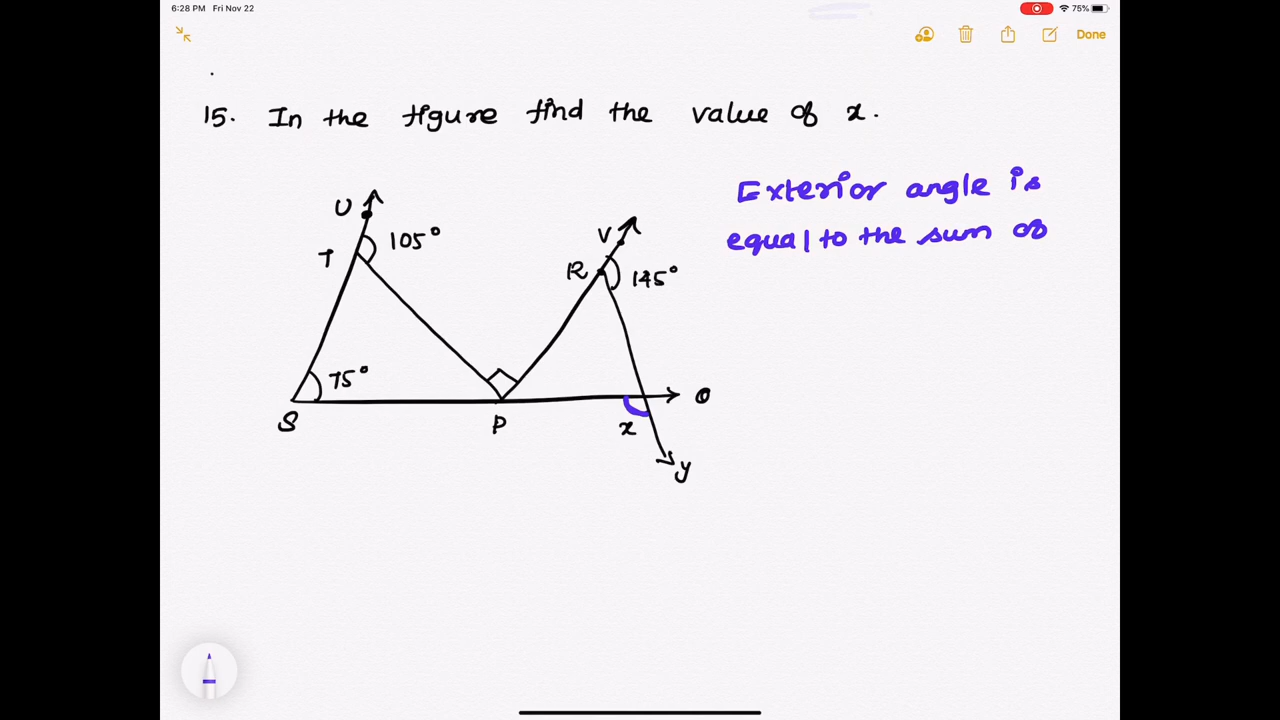 6:28 PM Fri Nov 22
75%
Done
15. In the figure find the value of x.
Exterior angle is
equal to the sum of
U
105°
T
V
R
145°
75°
S
P
x
Q
y